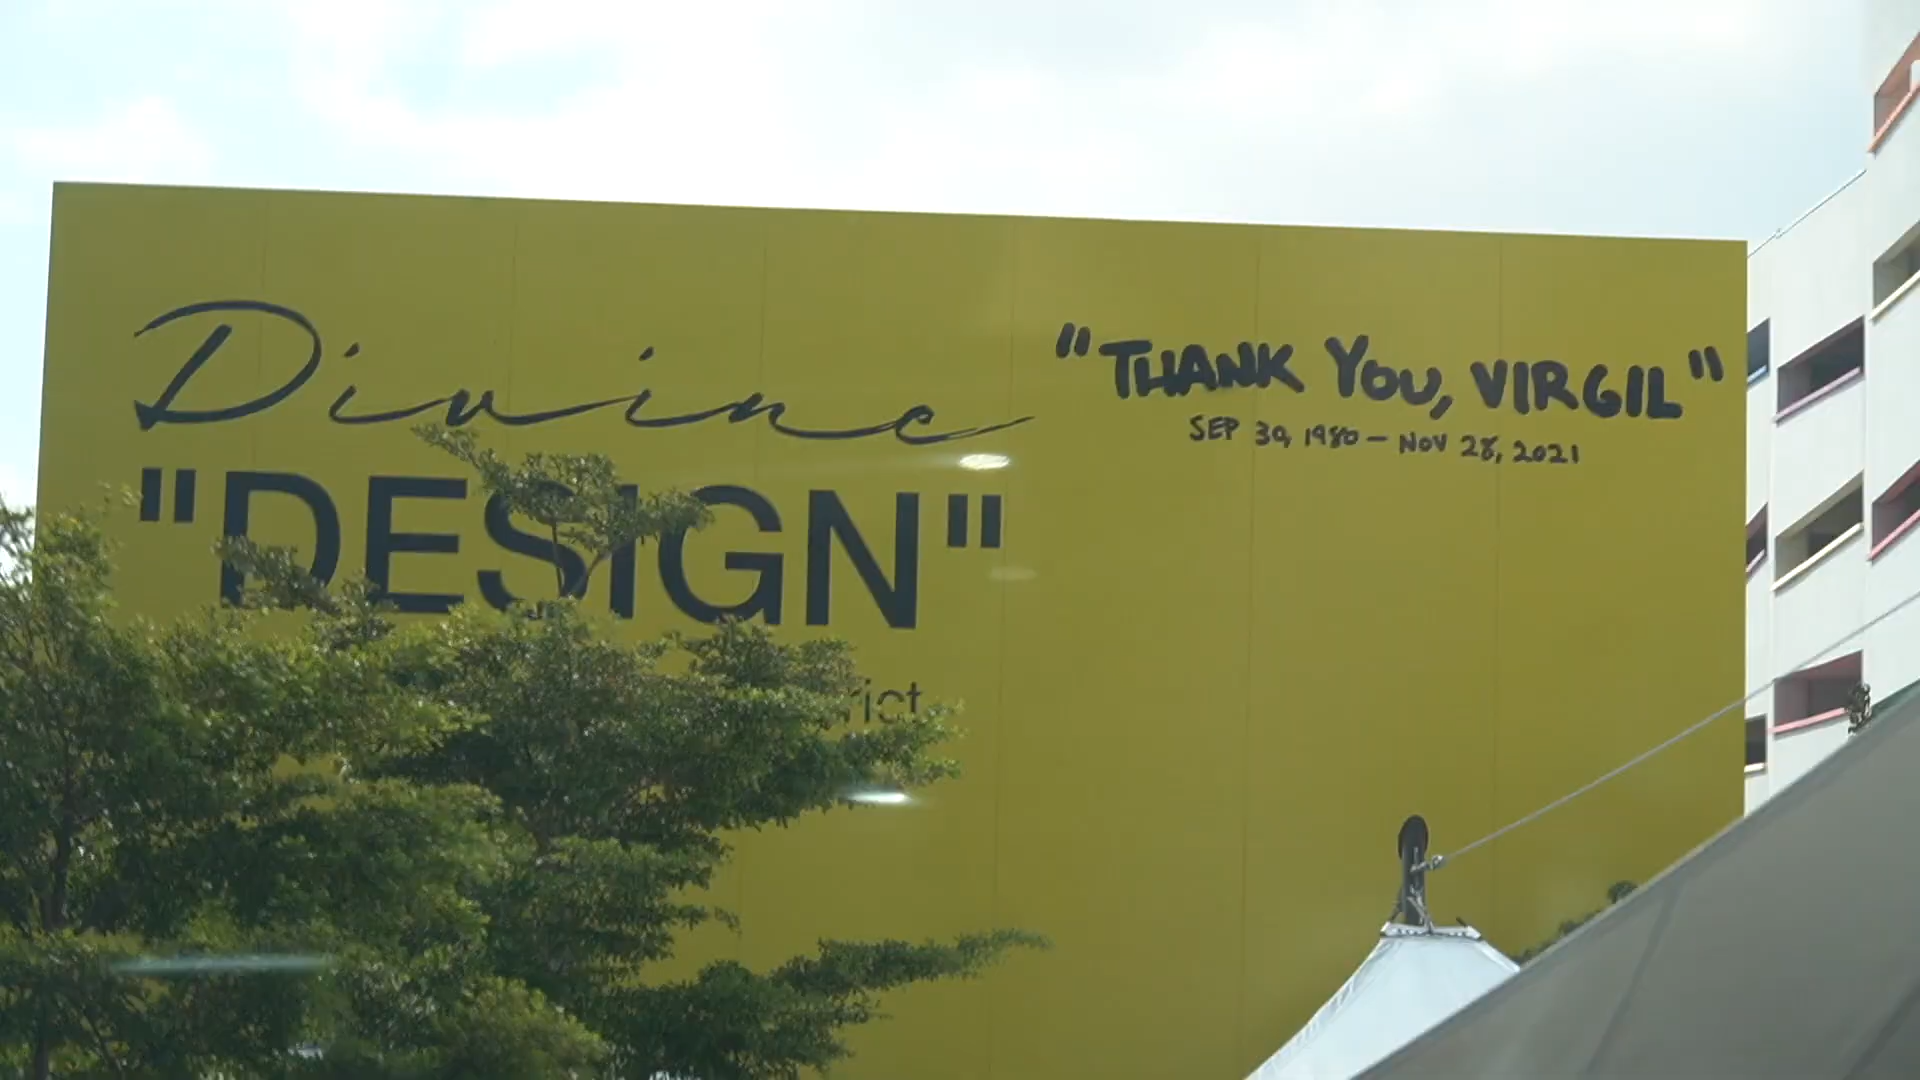 Divine
"DESIGN"
"THANK YOU, VIRGIL"
SEP 30, 1980 – NOV 28, 2021